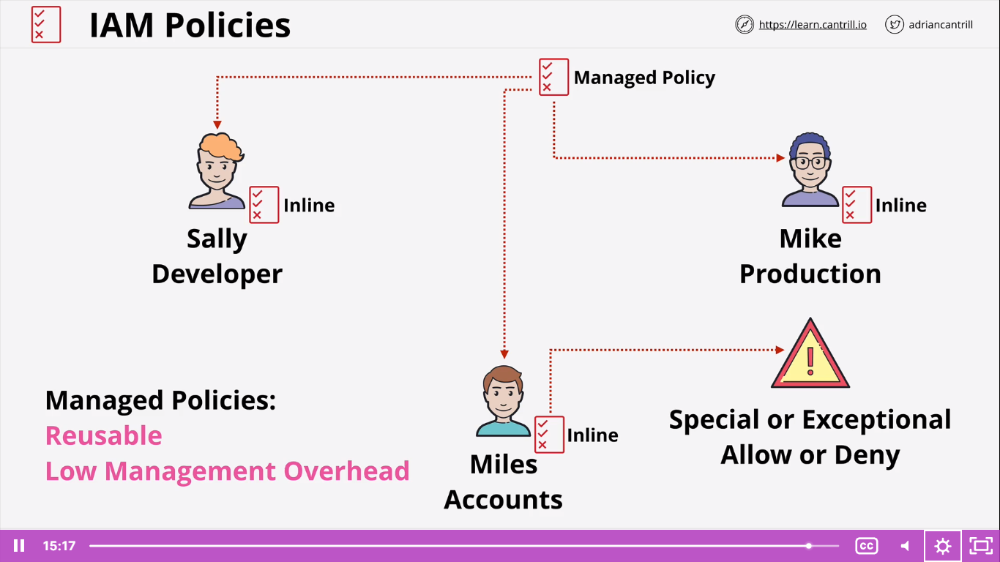 IAM Policies
https://learn.cantrill.io
adriancantrill
Managed Policy
Inline
Sally
Developer
Inline
Mike
Production
Managed Policies:
Reusable
Low Management Overhead
Inline
Miles
Accounts
Special or Exceptional
Allow or Deny
15:17
CC